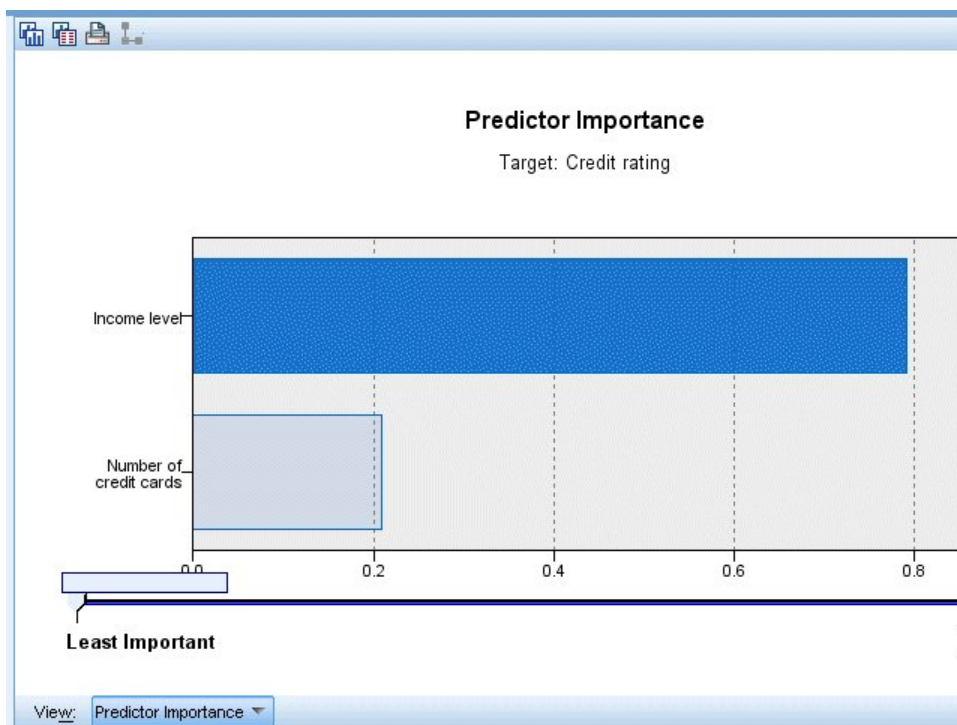 Predictor Importance
Target: Credit rating
Income level
Number of
credit cards
0.0 0.2 0.4 0.6 0.8
Least Important
View: Predictor Importance